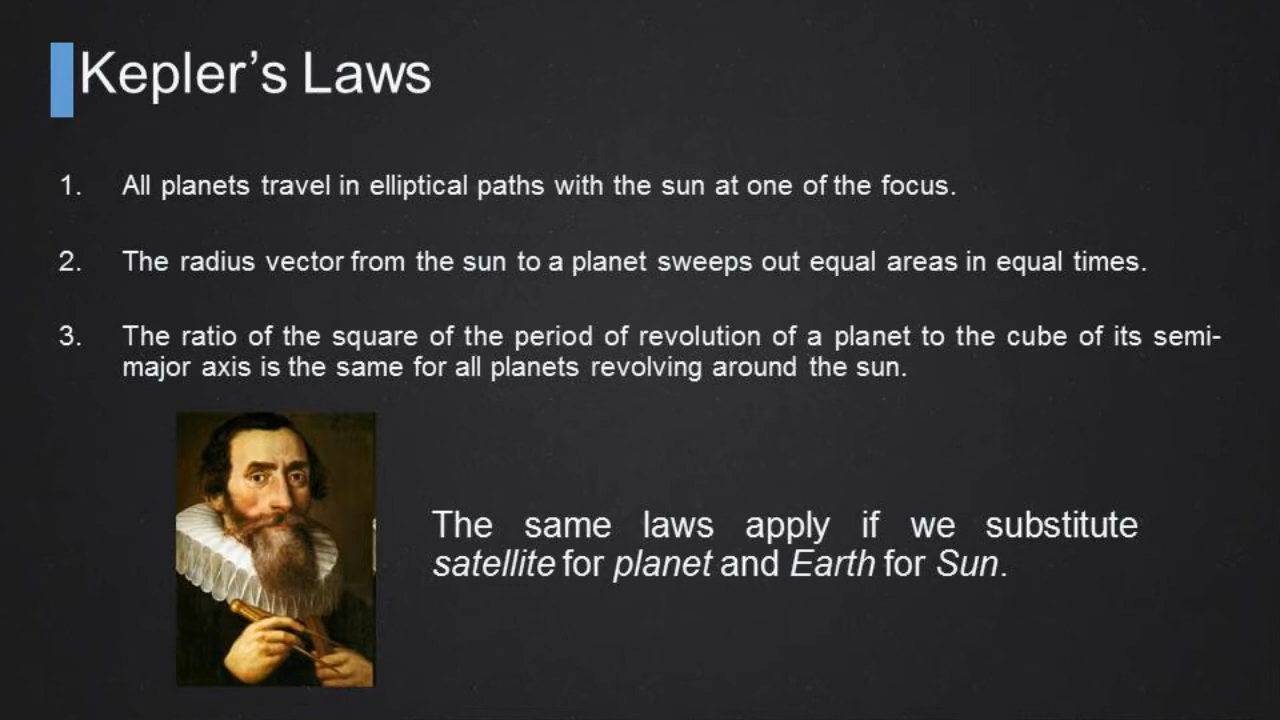 Kepler’s Laws
1. All planets travel in elliptical paths with the sun at one of the focus.
2. The radius vector from the sun to a planet sweeps out equal areas in equal times.
3. The ratio of the square of the period of revolution of a planet to the cube of its semi-
major axis is the same for all planets revolving around the sun.
The same laws apply if we substitute
satellite for planet and Earth for Sun.